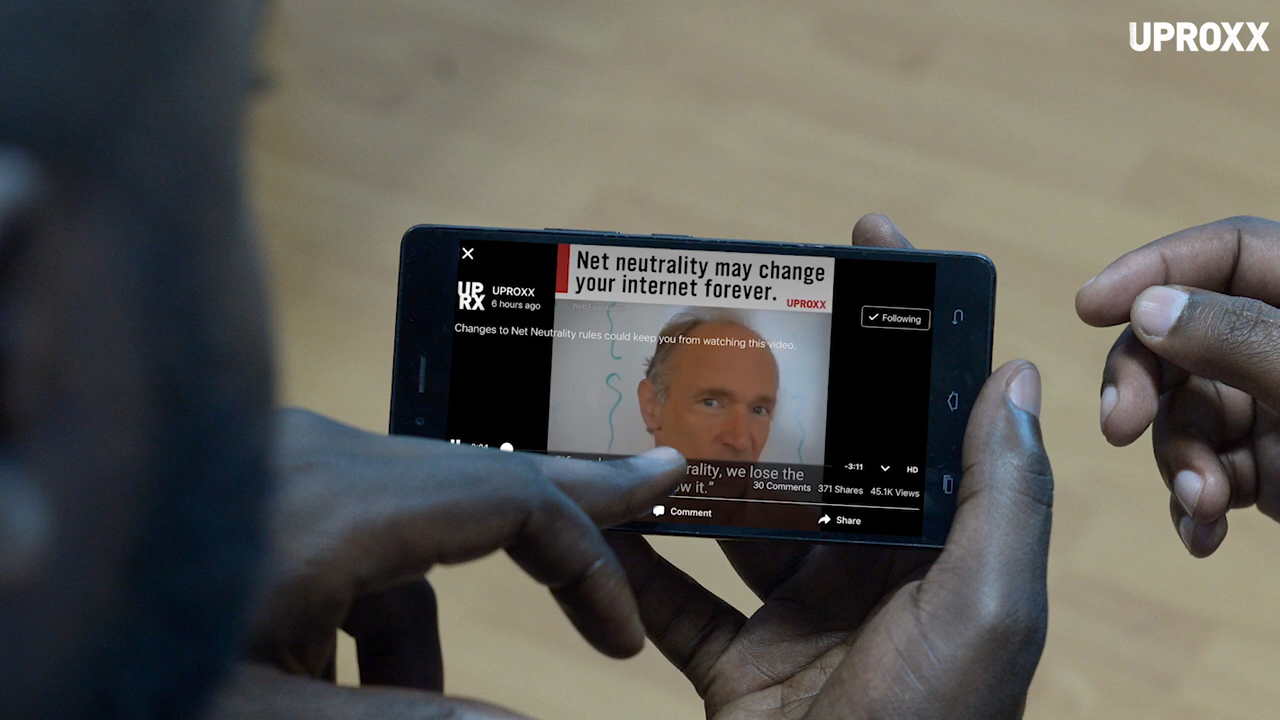 UPROXX
Net neutrality may change
your internet forever.
UPROXX
UP
RX
UPROXX
6 hours ago
Following
Changes to Net Neutrality rules could keep you from watching this video.
-3:11
HD
rality, we lose the
ow it."
30 Comments 371 Shares 45.1K Views
Comment
Share